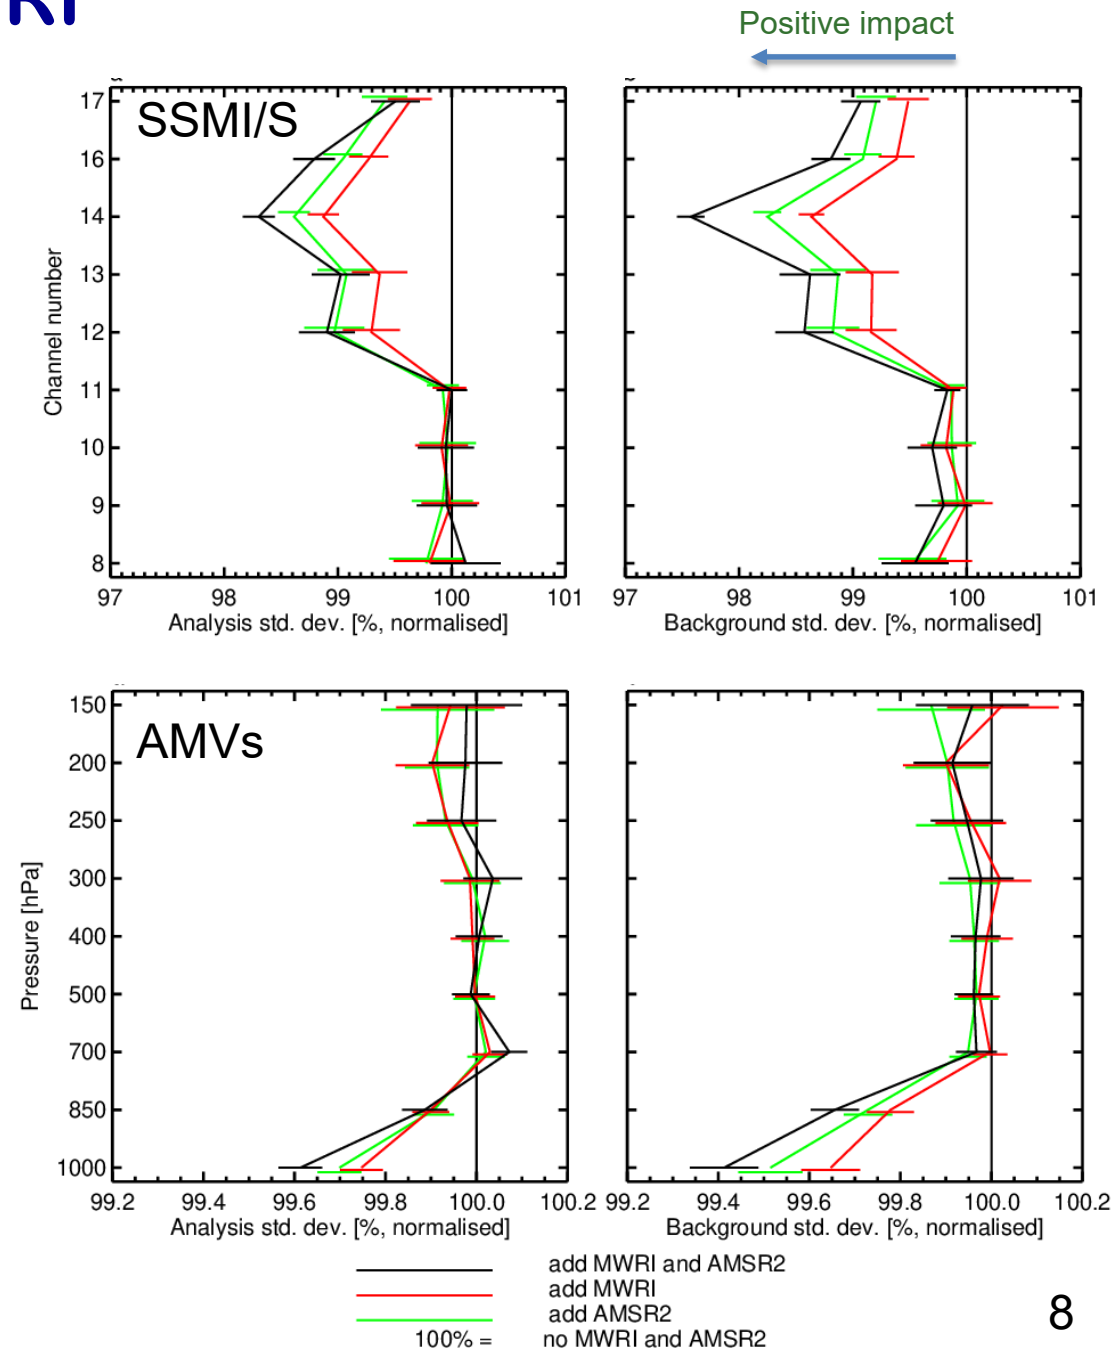 RI
Positive impact
SSMI/S
17
16
14
13
12
11
10
9
8
Channel number
97 98 99 100 101
Analysis std. dev. [%, normalised]
97 98 99 100 101
Background std. dev. [%, normalised]
AMVs
150
200
250
300
400
500
700
850
1000
Pressure [hPa]
99.2 99.4 99.6 99.8 100.0 100.2
Analysis std. dev. [%, normalised]
99.2 99.4 99.6 99.8 100.0 100.2
Background std. dev. [%, normalised]
add MWRI and AMSR2
add MWRI
add AMSR2
100% = no MWRI and AMSR2
8